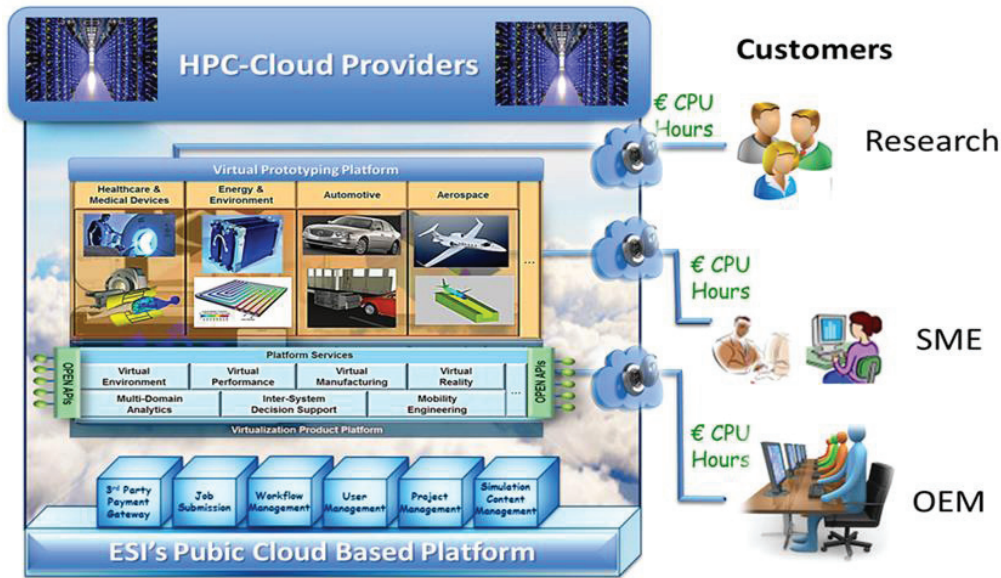 HPC-Cloud Providers
Customers
€ CPU
Hours
Research
Virtual Prototyping Platform
Healthcare &
Medical Devices
Energy &
Environment
Automotive
Aerospace
...
€ CPU
Hours
SME
OPEN APIs
Platform Services
Virtual
Environment
Virtual
Performance
Virtual
Manufacturing
Virtual
Reality
Multi-Domain
Analytics
Inter-System
Decision Support
Mobility
Engineering
...
OPEN APIs
Virtualization Product Platform
€ CPU
Hours
OEM
3rd Party
Payment
Gateway
Job
Submission
Workflow
Management
User
Management
Project
Management
Simulation
Content
Management
ESI's Pubic Cloud Based Platform